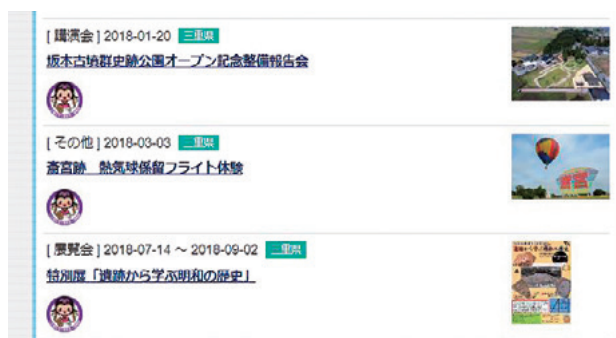 [ 講演会 ] 2018-01-20 三重県
坂本古墳群史跡公園オープン記念整備報告会
[ その他 ] 2018-03-03 三重県
斎宮跡 熱気球係留フライト体験
[ 展覧会 ] 2018-07-14 ～ 2018-09-02 三重県
特別展「遺跡から学ぶ明和の歴史」